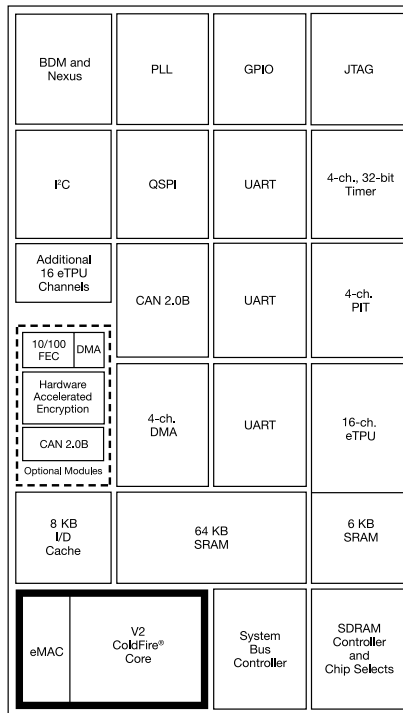 BDM and
Nexus
PLL
GPIO
JTAG
I²C
QSPI
UART
4-ch., 32-bit
Timer
Additional
16 eTPU
Channels
CAN 2.0B
UART
4-ch.
PIT
10/100
FEC
DMA
Hardware
Accelerated
Encryption
CAN 2.0B
Optional Modules
4-ch.
DMA
UART
16-ch.
eTPU
8 KB
I/D
Cache
64 KB
SRAM
6 KB
SRAM
eMAC
V2
ColdFire®
Core
System
Bus
Controller
SDRAM
Controller
and
Chip Selects